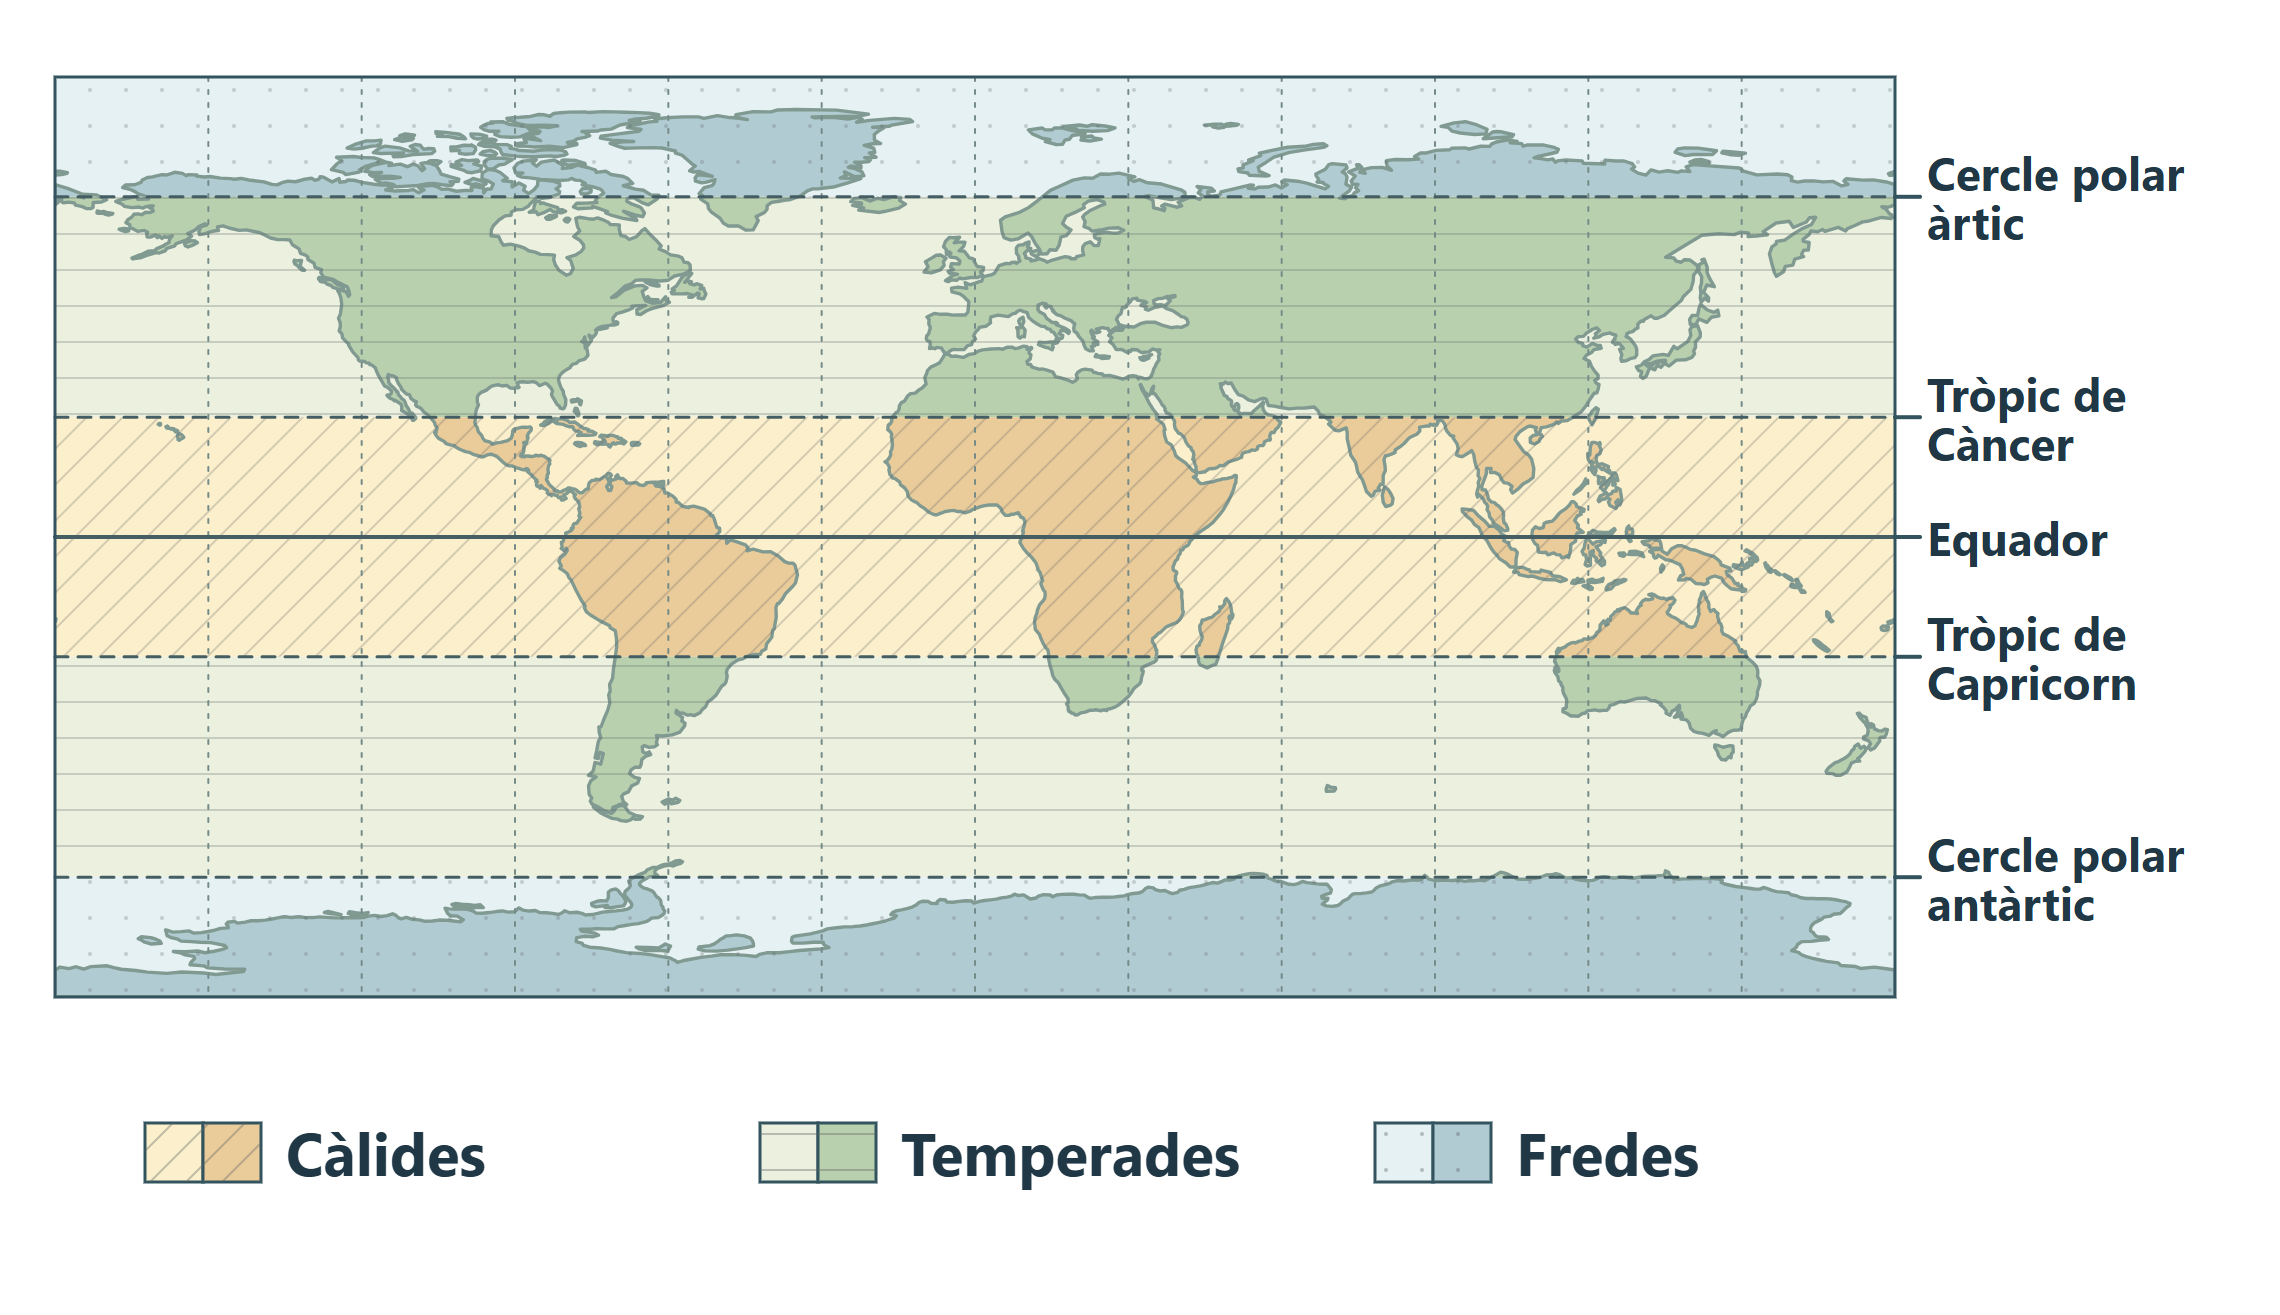 Cercle polar
àrtic
Tròpic de
Càncer
Equador
Tròpic de
Capricorn
Cercle polar
antàrtic
Càlides
Temperades
Fredes